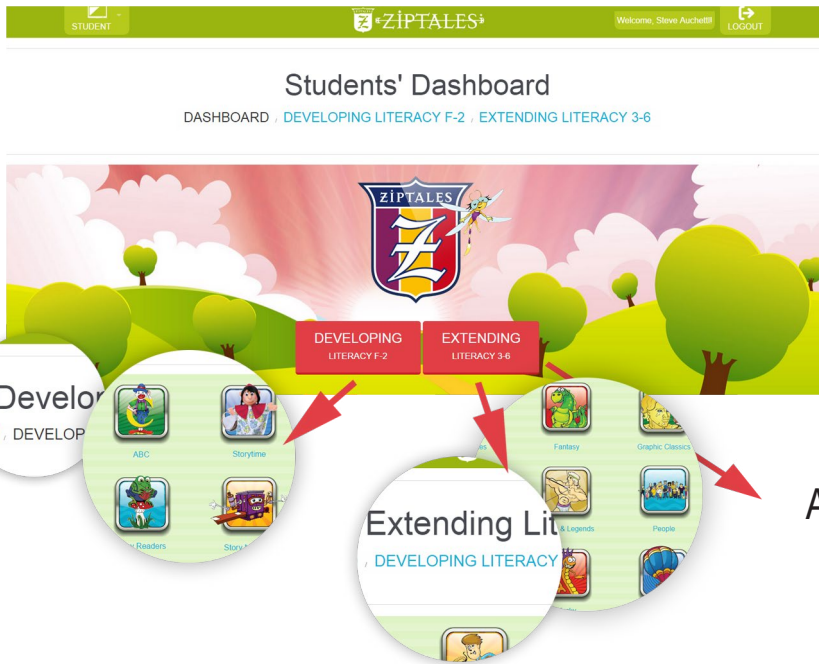 STUDENT
ZIPTALES
Welcome, Steve Auchettl!
LOGOUT
Students' Dashboard
DASHBOARD / DEVELOPING LITERACY F-2 / EXTENDING LITERACY 3-6
ZIPTALES
Z
DEVELOPING
LITERACY F-2
EXTENDING
LITERACY 3-6
Develo
/ DEVELOP
ABC
Storytime
Readers
Story
Fantasy
Graphic Classics
& Legends
People
Extending Lit
/ DEVELOPING LITERACY
A